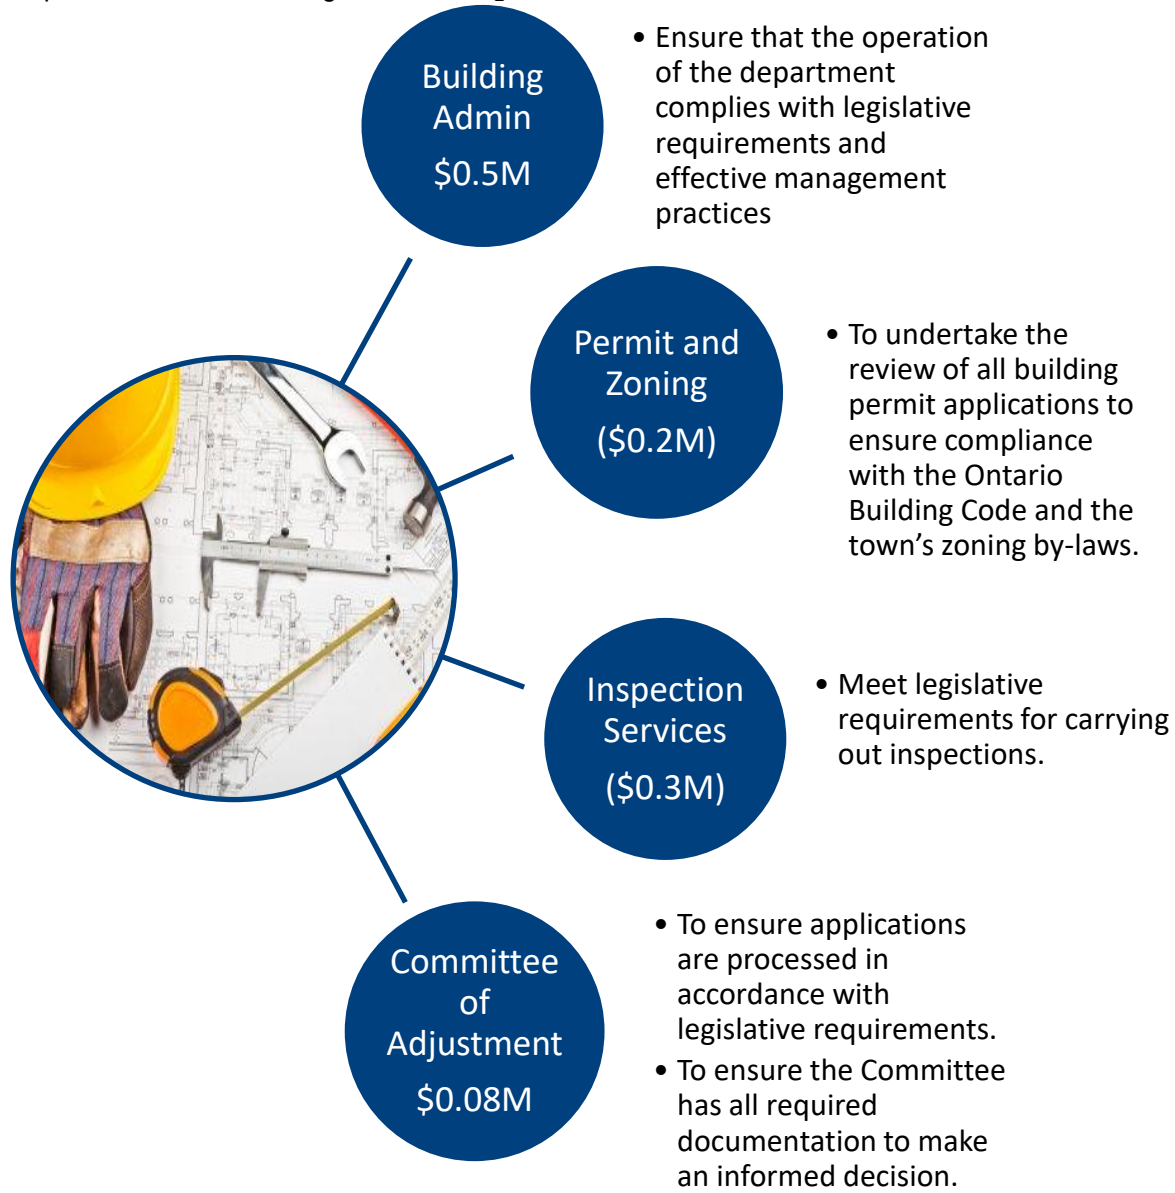 Building
Admin
$0.5M
• Ensure that the operation
of the department
complies with legislative
requirements and
effective management
practices
Permit and
Zoning
($0.2M)
• To undertake the
review of all building
permit applications to
ensure compliance
with the Ontario
Building Code and the
town’s zoning by-laws.
Inspection
Services
($0.3M)
• Meet legislative
requirements for carrying
out inspections.
Committee
of
Adjustment
$0.08M
• To ensure applications
are processed in
accordance with
legislative requirements.
• To ensure the Committee
has all required
documentation to make
an informed decision.